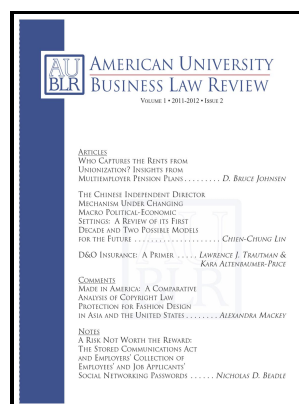 AU
BLR
AMERICAN UNIVERSITY
BUSINESS LAW REVIEW
VOLUME 1 • 2011-2012 • ISSUE 2
ARTICLES
WHO CAPTURES THE RENTS FROM
UNIONIZATION? INSIGHTS FROM
MULTIEMPLOYER PENSION PLANS . . . . . . . . . D. BRUCE JOHNSEN
THE CHINESE INDEPENDENT DIRECTOR
MECHANISM UNDER CHANGING
MACRO POLITICAL-ECONOMIC
SETTINGS: A REVIEW OF ITS FIRST
DECADE AND TWO POSSIBLE MODELS
FOR THE FUTURE . . . . . . . . . . . . . . . . . . . . . CHIEN-CHUNG LIN
D&O INSURANCE: A PRIMER . . . . . LAWRENCE J. TRAUTMAN &
KARA ALTENBAUMER-PRICE
COMMENTS
MADE IN AMERICA: A COMPARATIVE
ANALYSIS OF COPYRIGHT LAW
PROTECTION FOR FASHION DESIGN
IN ASIA AND THE UNITED STATES . . . . . . . . ALEXANDRA MACKEY
NOTES
A RISK NOT WORTH THE REWARD:
THE STORED COMMUNICATIONS ACT
AND EMPLOYERS' COLLECTION OF
EMPLOYEES' AND JOB APPLICANTS'
SOCIAL NETWORKING PASSWORDS . . . . . . NICHOLAS D. BEADLE